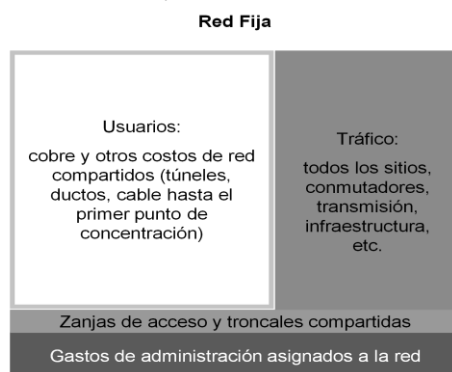 Red Fija
Usuarios:
cobre y otros costos de red
compartidos (túneles,
ductos, cable hasta el
primer punto de
concentración)
Tráfico:
todos los sitios,
conmutadores,
transmisión,
infraestructura,
etc.
Zanjas de acceso y troncales compartidas
Gastos de administración asignados a la red